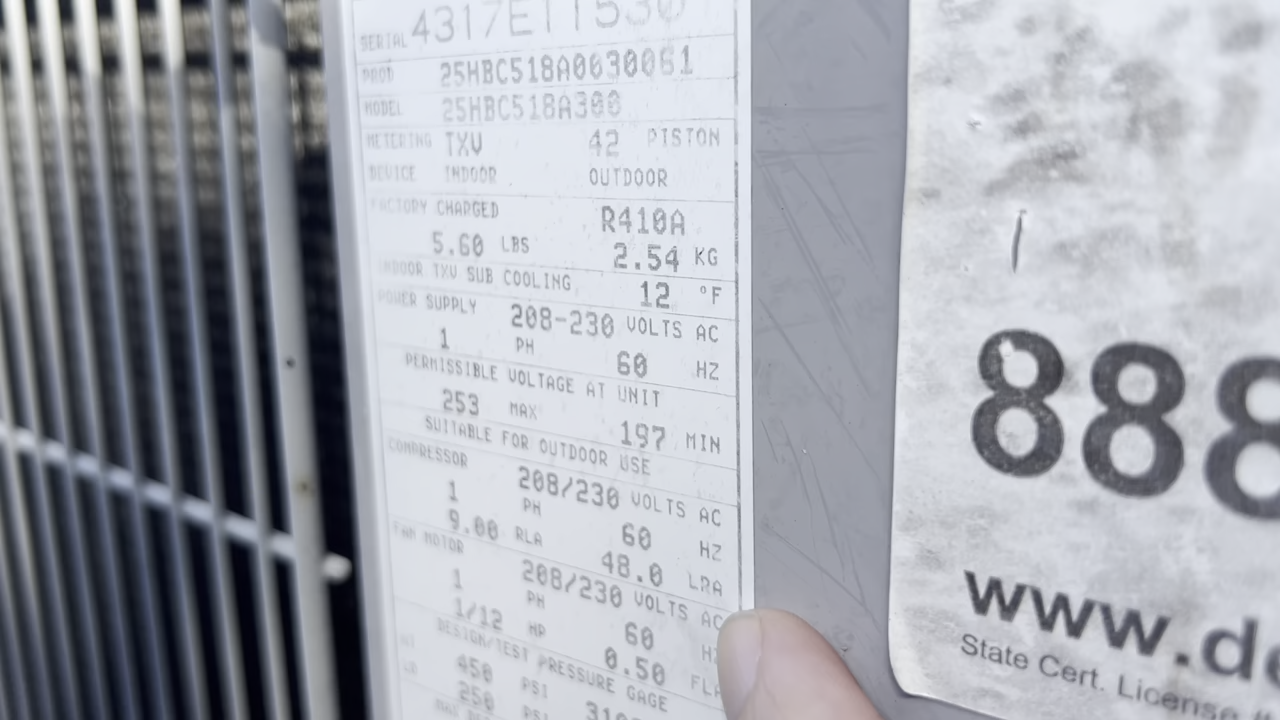 SERIAL 4317E11530
PROD 25HBC518A0030061
MODEL 25HBC518A300
METERING TXV 42 PISTON
DEVICE INDOOR OUTDOOR
FACTORY CHARGED R410A
5.60 LBS 2.54 KG
INDOOR TXV SUB COOLING 12 °F
POWER SUPPLY 208-230 VOLTS AC
1 PH 60 HZ
PERMISSIBLE VOLTAGE AT UNIT
253 MAX 197 MIN
SUITABLE FOR OUTDOOR USE
COMPRESSOR 208/230 VOLTS AC
1 PH 60 HZ
9.00 RLA 48.0 LRA
FAN MOTOR 208/230 VOLTS AC
1 PH 60
1/12 HP 0.50 FLA
DESIGN/TEST PRESSURE GAGE
450 PSI
250 PSI
888
www.d
State Cert. License #